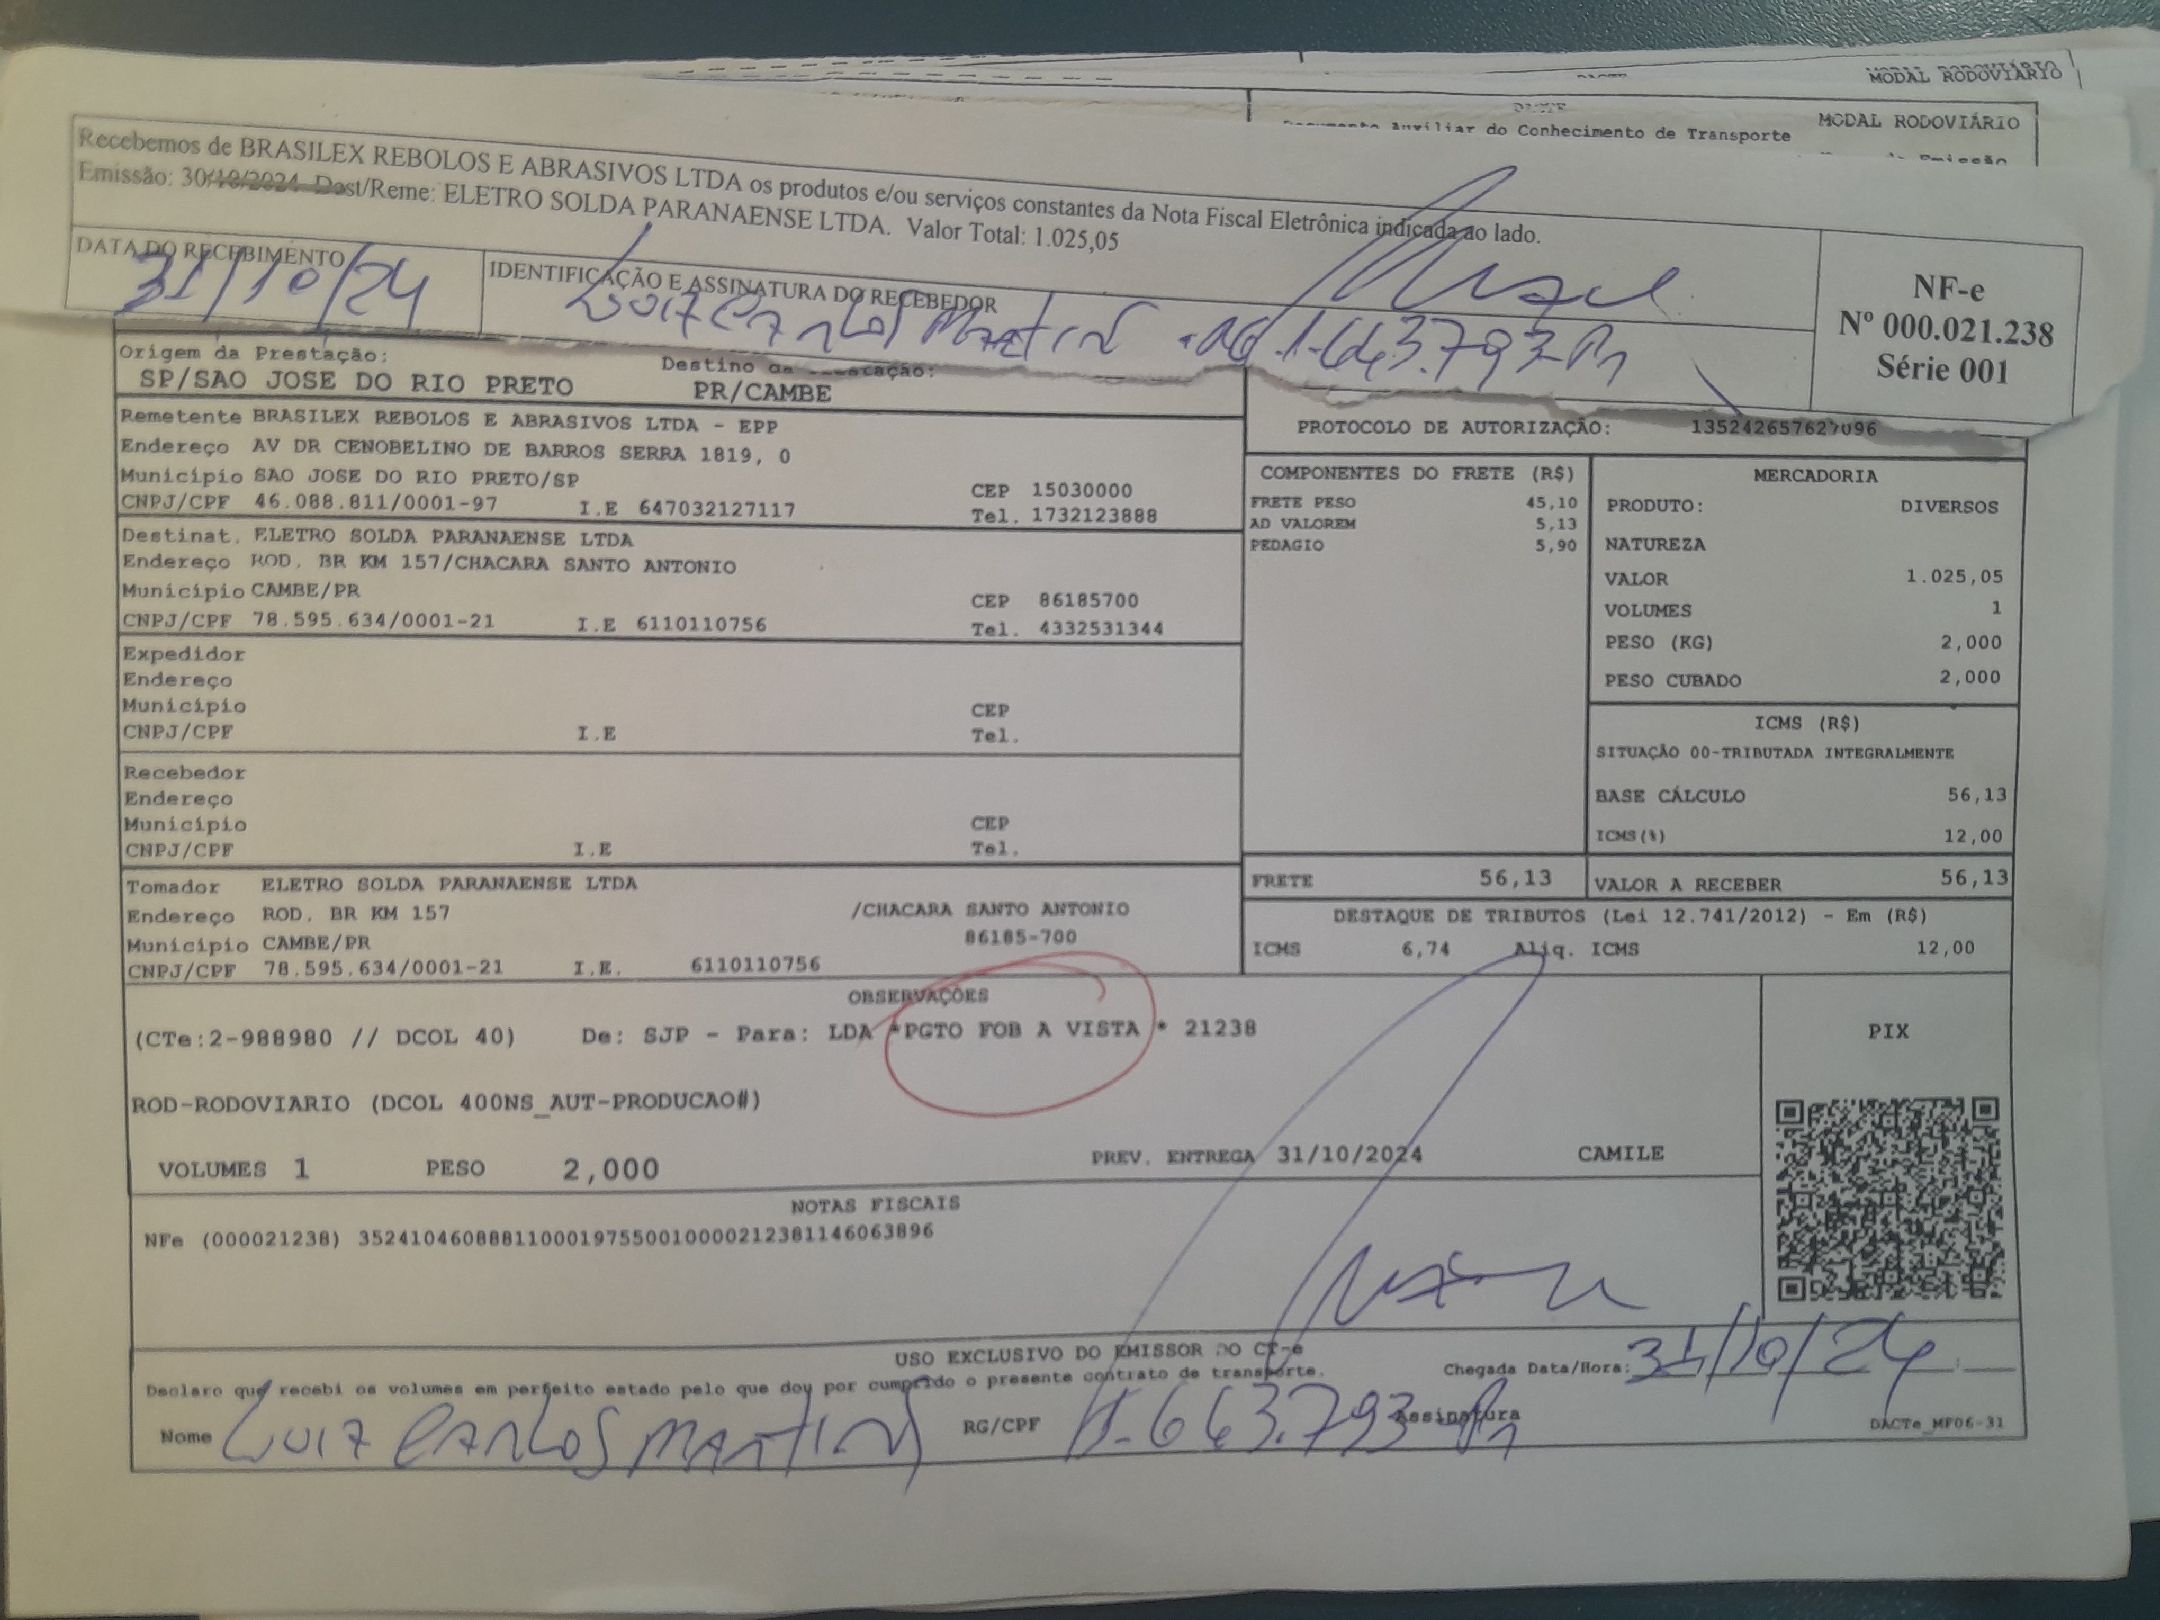 MODAL RODOVIÁRIO
MODAL RODOVIÁRIO
Auxiliar do Conhecimento de Transporte
Recebemos de BRASILEX REBOLOS E ABRASIVOS LTDA os produtos e/ou serviços constantes da Nota Fiscal Eletrônica indicada ao lado.
Emissão: 30/10/2024 Dest/Reme: ELETRO SOLDA PARANAENSE LTDA. Valor Total: 1.025,05
DATA DO RECEBIMENTO
31/10/24
IDENTIFICAÇÃO E ASSINATURA DO RECEBEDOR
Luiz Carlos Martins
NF-e
Nº 000.021.238
Série 001
Origem da Prestação:
SP/SAO JOSE DO RIO PRETO
Destino da Prestação:
PR/CAMBE
PROTOCOLO DE AUTORIZAÇÃO: 135242657627096
Remetente BRASILEX REBOLOS E ABRASIVOS LTDA - EPP
Endereço AV DR CENOBELINO DE BARROS SERRA 1819, 0
Município SAO JOSE DO RIO PRETO/SP
CEP 15030000
CNPJ/CPF 46.088.811/0001-97 I.E 647032127117 Tel. 1732123888
Destinat. ELETRO SOLDA PARANAENSE LTDA
Endereço ROD. BR KM 157/CHACARA SANTO ANTONIO
Município CAMBE/PR
CEP 86185700
CNPJ/CPF 78.595.634/0001-21 I.E 6110110756 Tel. 4332531344
Expedidor
Endereço
Município CEP
CNPJ/CPF I.E Tel.
Recebedor
Endereço
Município CEP
CNPJ/CPF I.E Tel.
Tomador ELETRO SOLDA PARANAENSE LTDA
Endereço ROD. BR KM 157 /CHACARA SANTO ANTONIO
Município CAMBE/PR 86185-700
CNPJ/CPF 78.595.634/0001-21 I.E. 6110110756
COMPONENTES DO FRETE (R$)
FRETE PESO 45,10
AD VALOREM 5,13
PEDAGIO 5,90
FRETE 56,13
MERCADORIA
PRODUTO: DIVERSOS
NATUREZA
VALOR 1.025,05
VOLUMES 1
PESO (KG) 2,000
PESO CUBADO 2,000
ICMS (R$)
SITUAÇÃO 00-TRIBUTADA INTEGRALMENTE
BASE CÁLCULO 56,13
ICMS(%) 12,00
VALOR A RECEBER 56,13
DESTAQUE DE TRIBUTOS (Lei 12.741/2012) - Em (R$)
ICMS 6,74 Aliq. ICMS 12,00
OBSERVAÇÕES
(CTe:2-988980 // DCOL 40) De: SJP - Para: LDA *PGTO FOB A VISTA * 21238
ROD-RODOVIARIO (DCOL 400NS_AUT-PRODUCAO#)
VOLUMES 1 PESO 2,000 PREV. ENTREGA 31/10/2024 CAMILE
PIX
NOTAS FISCAIS
NFe (000021238) 35241046088811000197550010000212381146063896
USO EXCLUSIVO DO EMISSOR DO CT-e
Declaro que recebi os volumes em perfeito estado pelo que dou por cumprido o presente contrato de transporte.
Chegada Data/Hora: 31/10/24
Nome Luiz Carlos Martins RG/CPF Assinatura
DACTe_MF06-31